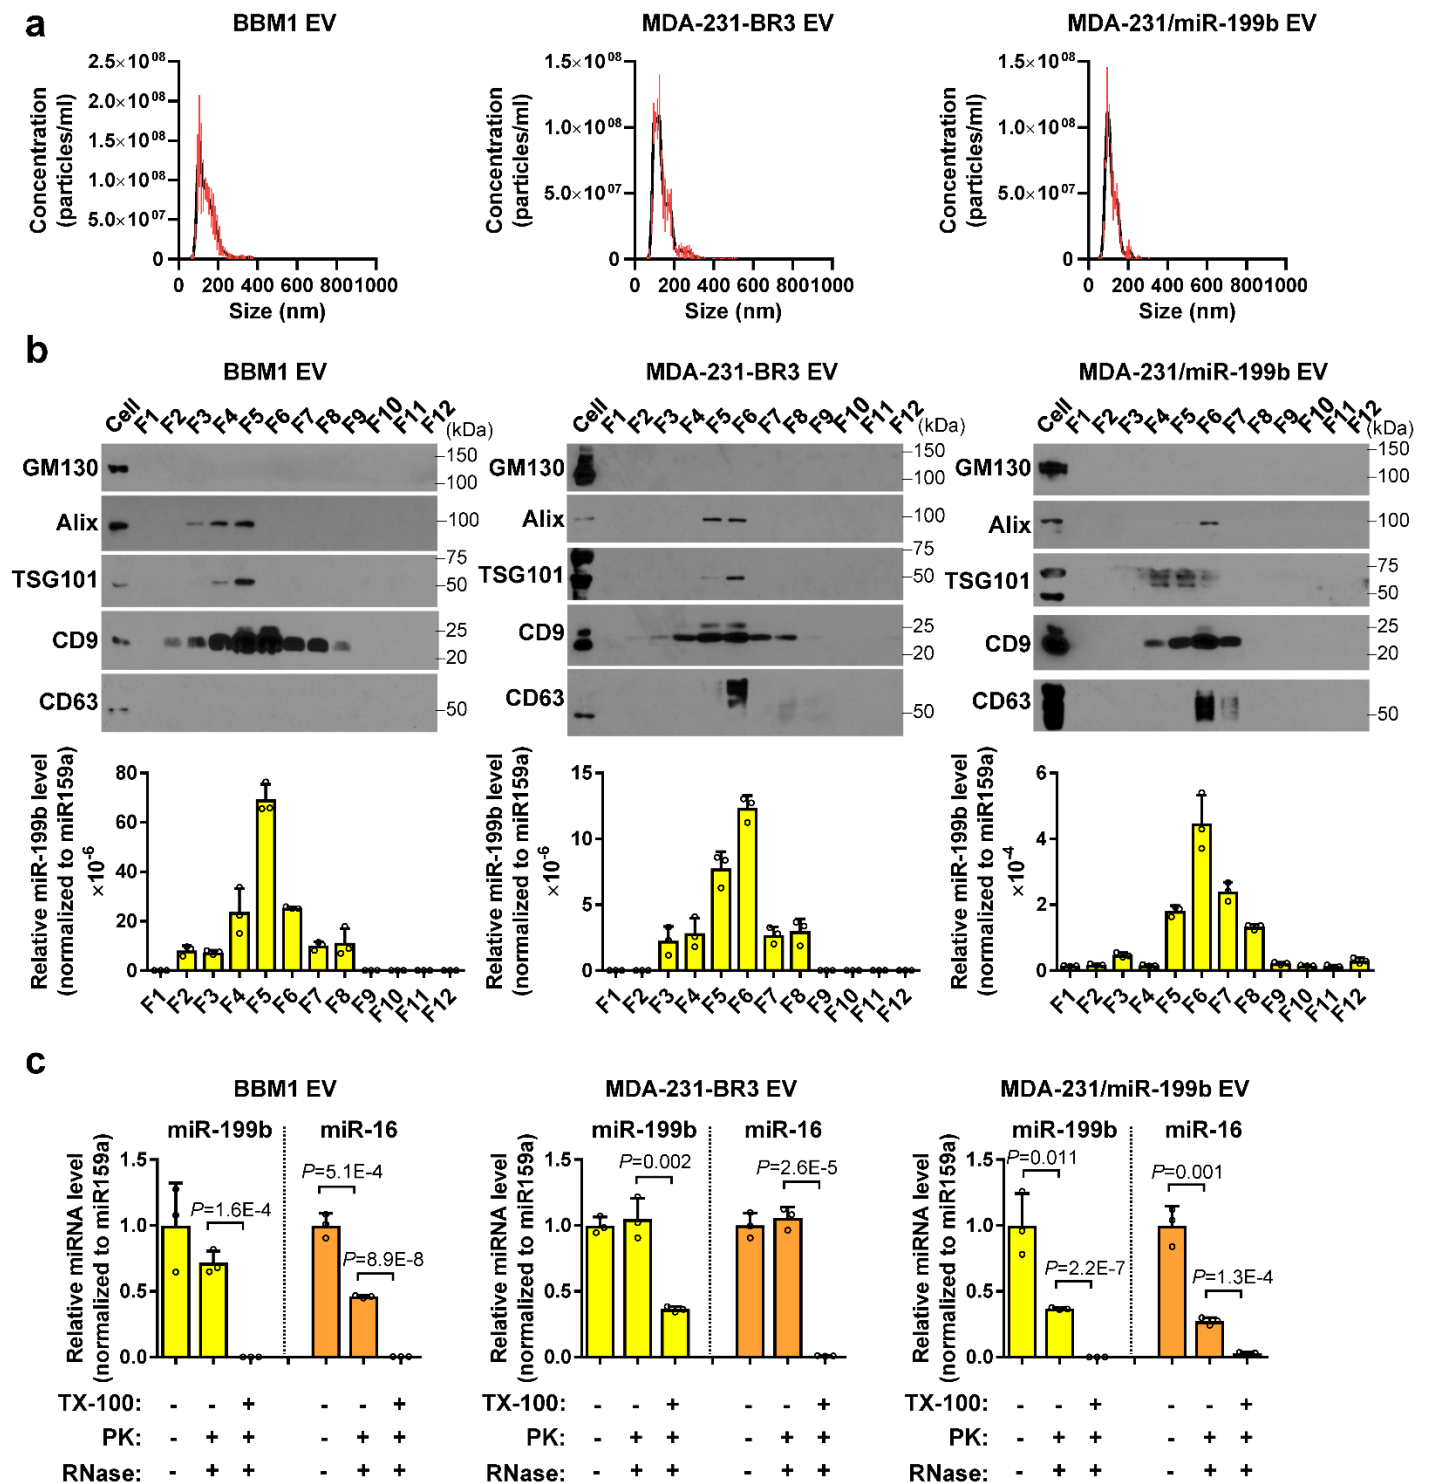 a
BBM1 EV
MDA-231-BR3 EV
MDA-231/miR-199b EV
Concentration
(particles/ml)
2.5×10⁰⁸
2.0×10⁰⁸
1.5×10⁰⁸
1.0×10⁰⁸
5.0×10⁰⁷
0
0 200 400 600 800 1000
Size (nm)
Concentration
(particles/ml)
1.5×10⁰⁸
1.0×10⁰⁸
5.0×10⁰⁷
0
0 200 400 600 800 1000
Size (nm)
Concentration
(particles/ml)
1.5×10⁰⁸
1.0×10⁰⁸
5.0×10⁰⁷
0
0 200 400 600 800 1000
Size (nm)
b
BBM1 EV
Cell F1 F2 F3 F4 F5 F6 F7 F8 F9 F10 F11 F12
(kDa)
GM130 150
100
Alix 100
TSG101 75
50
CD9 25
20
CD63 50
MDA-231-BR3 EV
Cell F1 F2 F3 F4 F5 F6 F7 F8 F9 F10 F11 F12
(kDa)
GM130 150
100
Alix 100
TSG101 75
50
CD9 25
20
CD63 50
MDA-231/miR-199b EV
Cell F1 F2 F3 F4 F5 F6 F7 F8 F9 F10 F11 F12
(kDa)
GM130 150
100
Alix 100
TSG101 75
50
CD9 25
20
CD63 50
Relative miR-199b level
(normalized to miR159a)
×10⁻⁶
80
60
40
20
0
F1 F2 F3 F4 F5 F6 F7 F8 F9 F10 F11 F12
Relative miR-199b level
(normalized to miR159a)
×10⁻⁶
15
10
5
0
F1 F2 F3 F4 F5 F6 F7 F8 F9 F10 F11 F12
Relative miR-199b level
(normalized to miR159a)
×10⁻⁴
6
4
2
0
F1 F2 F3 F4 F5 F6 F7 F8 F9 F10 F11 F12
c
BBM1 EV
miR-199b miR-16
Relative miRNA level
(normalized to miR159a)
1.5
1.0
0.5
0.0
P=1.6E-4
P=5.1E-4
P=8.9E-8
TX-100: - - + - - +
PK: - + + - + +
RNase: - + + - + +
MDA-231-BR3 EV
miR-199b miR-16
Relative miRNA level
(normalized to miR159a)
1.5
1.0
0.5
0.0
P=0.002
P=2.6E-5
TX-100: - - + - - +
PK: - + + - + +
RNase: - + + - + +
MDA-231/miR-199b EV
miR-199b miR-16
Relative miRNA level
(normalized to miR159a)
1.5
1.0
0.5
0.0
P=0.011
P=2.2E-7
P=0.001
P=1.3E-4
TX-100: - - + - - +
PK: - + + - + +
RNase: - + + - + +